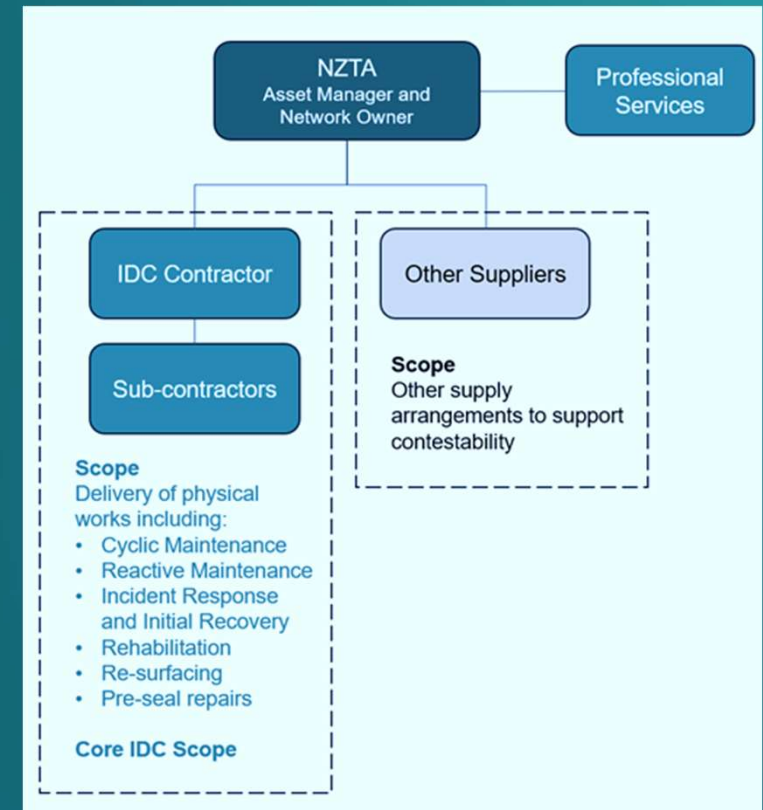 NZTA
Asset Manager and
Network Owner
Professional
Services
IDC Contractor
Sub-contractors
Scope
Delivery of physical
works including:
• Cyclic Maintenance
• Reactive Maintenance
• Incident Response
and Initial Recovery
• Rehabilitation
• Re-surfacing
• Pre-seal repairs
Core IDC Scope
Other Suppliers
Scope
Other supply
arrangements to support
contestability